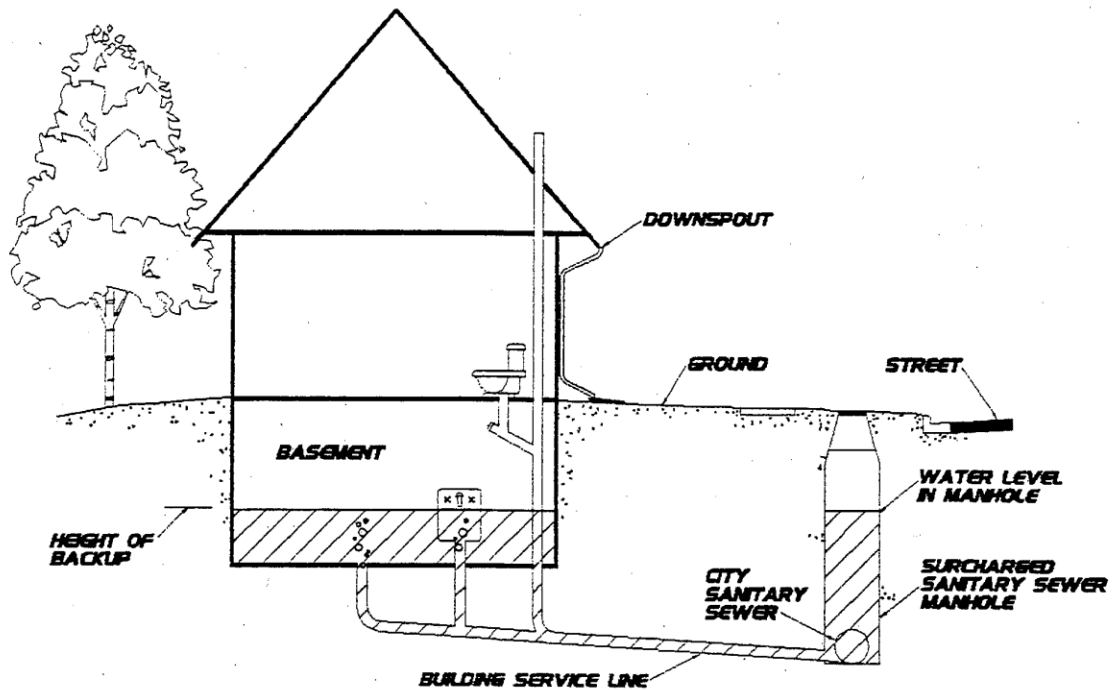 DOWNSPOUT
GROUND
STREET
BASEMENT
WATER LEVEL
IN MANHOLE
HEIGHT OF
BACKUP
CITY
SANITARY
SEWER
SURCHARGED
SANITARY SEWER
MANHOLE
BUILDING SERVICE LINE